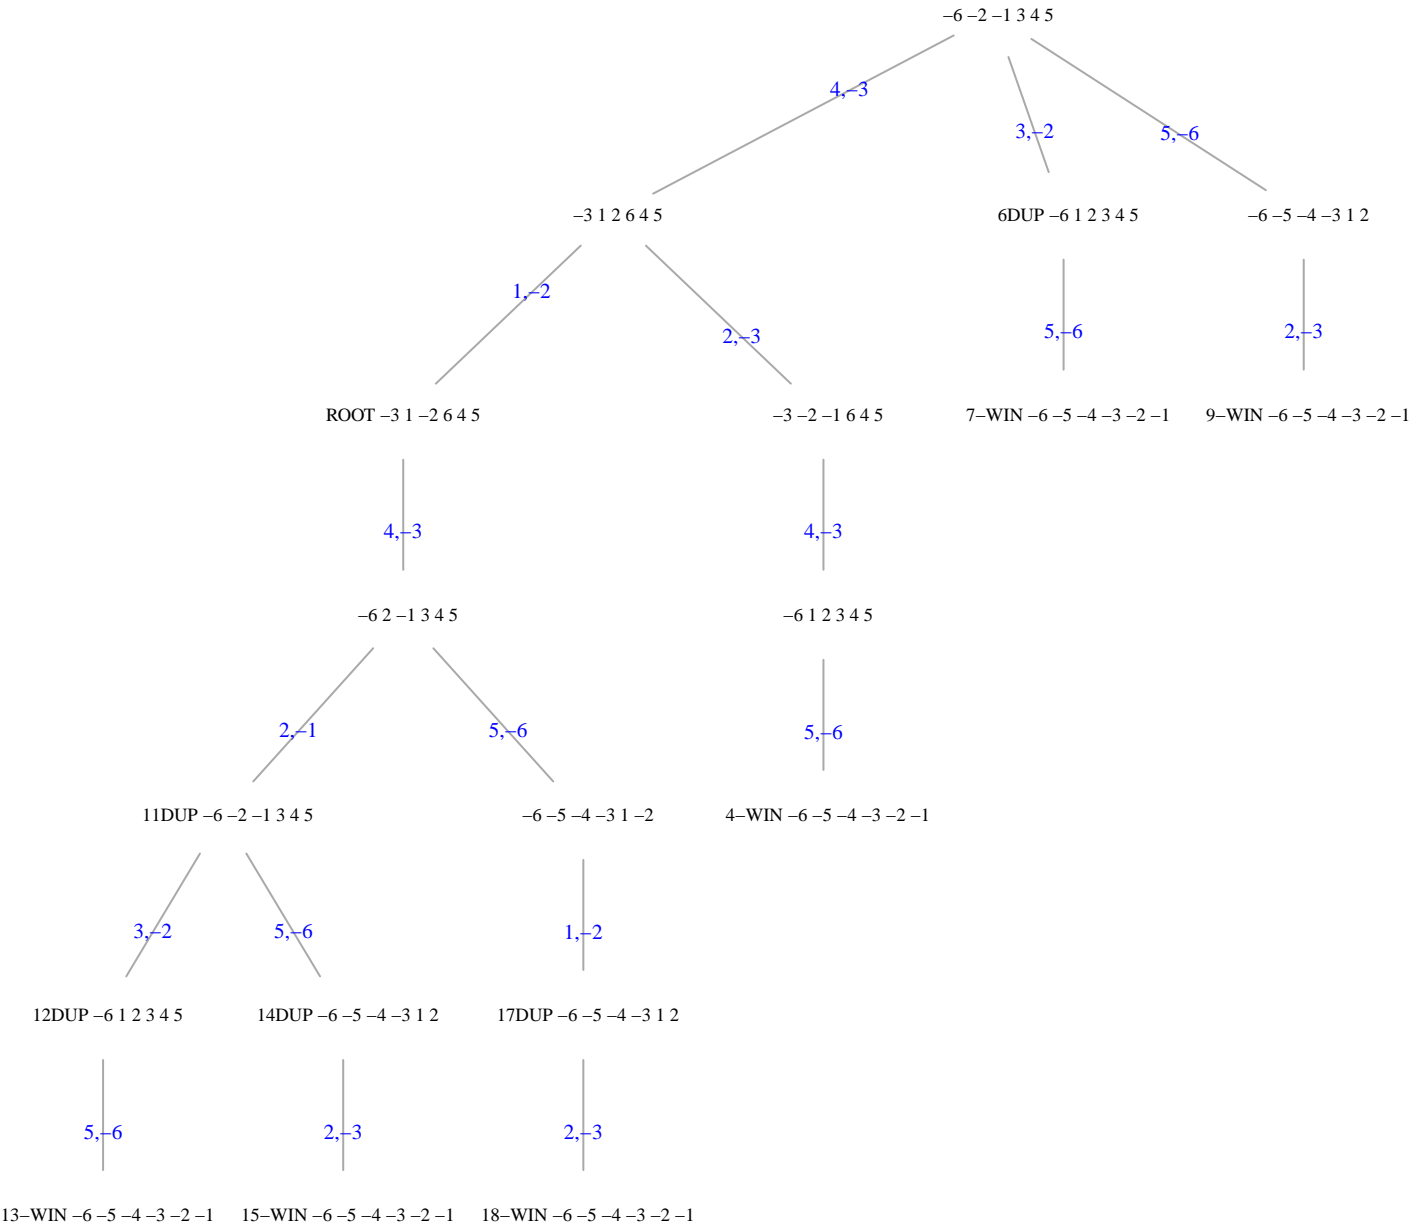 –6 –2 –1 3 4 5
4,–3
3,–2
5,–6
–3 1 2 6 4 5
6DUP –6 1 2 3 4 5
–6 –5 –4 –3 1 2
1,–2
2,–3
5,–6
2,–3
ROOT –3 1 –2 6 4 5
–3 –2 –1 6 4 5
7–WIN –6 –5 –4 –3 –2 –1
9–WIN –6 –5 –4 –3 –2 –1
4,–3
4,–3
–6 2 –1 3 4 5
–6 1 2 3 4 5
2,–1
5,–6
5,–6
11DUP –6 –2 –1 3 4 5
–6 –5 –4 –3 1 –2
4–WIN –6 –5 –4 –3 –2 –1
3,–2
5,–6
1,–2
12DUP –6 1 2 3 4 5
14DUP –6 –5 –4 –3 1 2
17DUP –6 –5 –4 –3 1 2
5,–6
2,–3
2,–3
13–WIN –6 –5 –4 –3 –2 –1
15–WIN –6 –5 –4 –3 –2 –1
18–WIN –6 –5 –4 –3 –2 –1